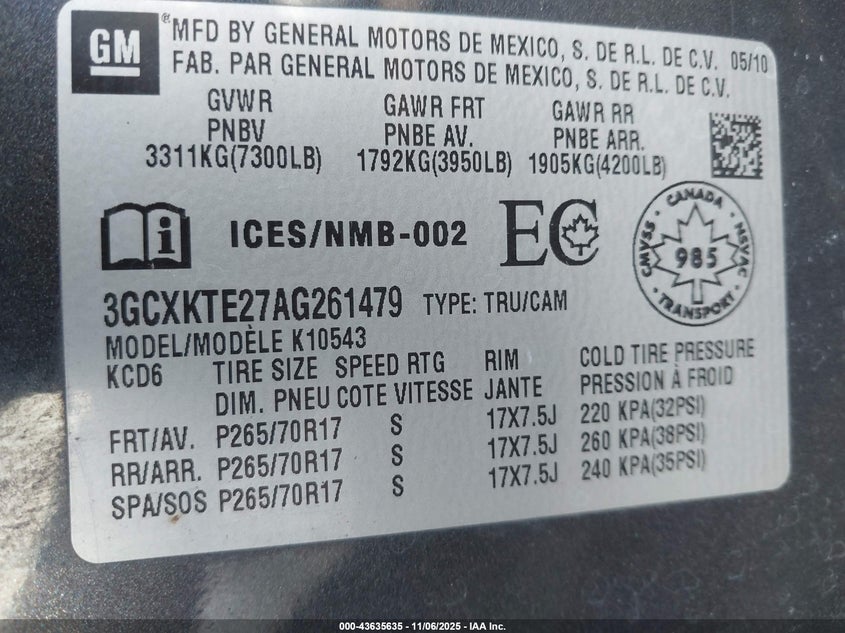 GM
®MFD BY GENERAL MOTORS DE MEXICO, S. DE R.L. DE C.V. 05/10
FAB. PAR GENERAL MOTORS DE MEXICO, S. DE R.L. DE C.V.
GVWR GAWR FRT GAWR RR
PNBV PNBE AV. PNBE ARR.
3311KG(7300LB) 1792KG(3950LB) 1905KG(4200LB)
i ICES/NMB-002 EC
CANADA
CMVSS 985 NSVAC
TRANSPORT
3GCXKTE27AG261479 TYPE: TRU/CAM
MODEL/MODÈLE K10543
KCD6 TIRE SIZE SPEED RTG RIM COLD TIRE PRESSURE
DIM. PNEU COTE VITESSE JANTE PRESSION À FROID
FRT/AV. P265/70R17 S 17X7.5J 220 KPA(32PSI)
RR/ARR. P265/70R17 S 17X7.5J 260 KPA(38PSI)
SPA/SOS P265/70R17 S 17X7.5J 240 KPA(35PSI)
000-43635635 - 11/06/2025 - IAA Inc.